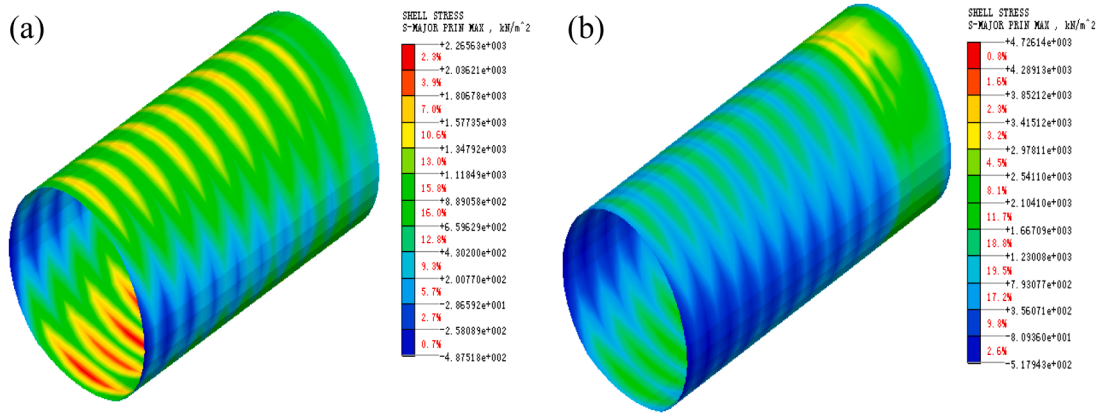 (a)
SHELL STRESS
S-MAJOR PRIN MAX , kN/m^2
+2.26563e+003
2.3%
+2.03621e+003
3.9%
+1.80678e+003
7.0%
+1.57735e+003
10.6%
+1.34792e+003
13.0%
+1.11849e+003
15.8%
+8.89058e+002
16.0%
+6.59629e+002
12.8%
+4.30200e+002
9.3%
+2.00770e+002
5.7%
-2.86592e+001
2.7%
-2.58089e+002
0.7%
-4.87518e+002
(b)
SHELL STRESS
S-MAJOR PRIN MAX , kN/m^2
+4.72614e+003
0.8%
+4.28913e+003
1.6%
+3.85212e+003
2.3%
+3.41512e+003
3.2%
+2.97811e+003
4.5%
+2.54110e+003
8.1%
+2.10410e+003
11.7%
+1.66709e+003
18.8%
+1.23008e+003
19.5%
+7.93077e+002
17.2%
+3.56071e+002
9.8%
-8.09360e+001
2.6%
-5.17943e+002